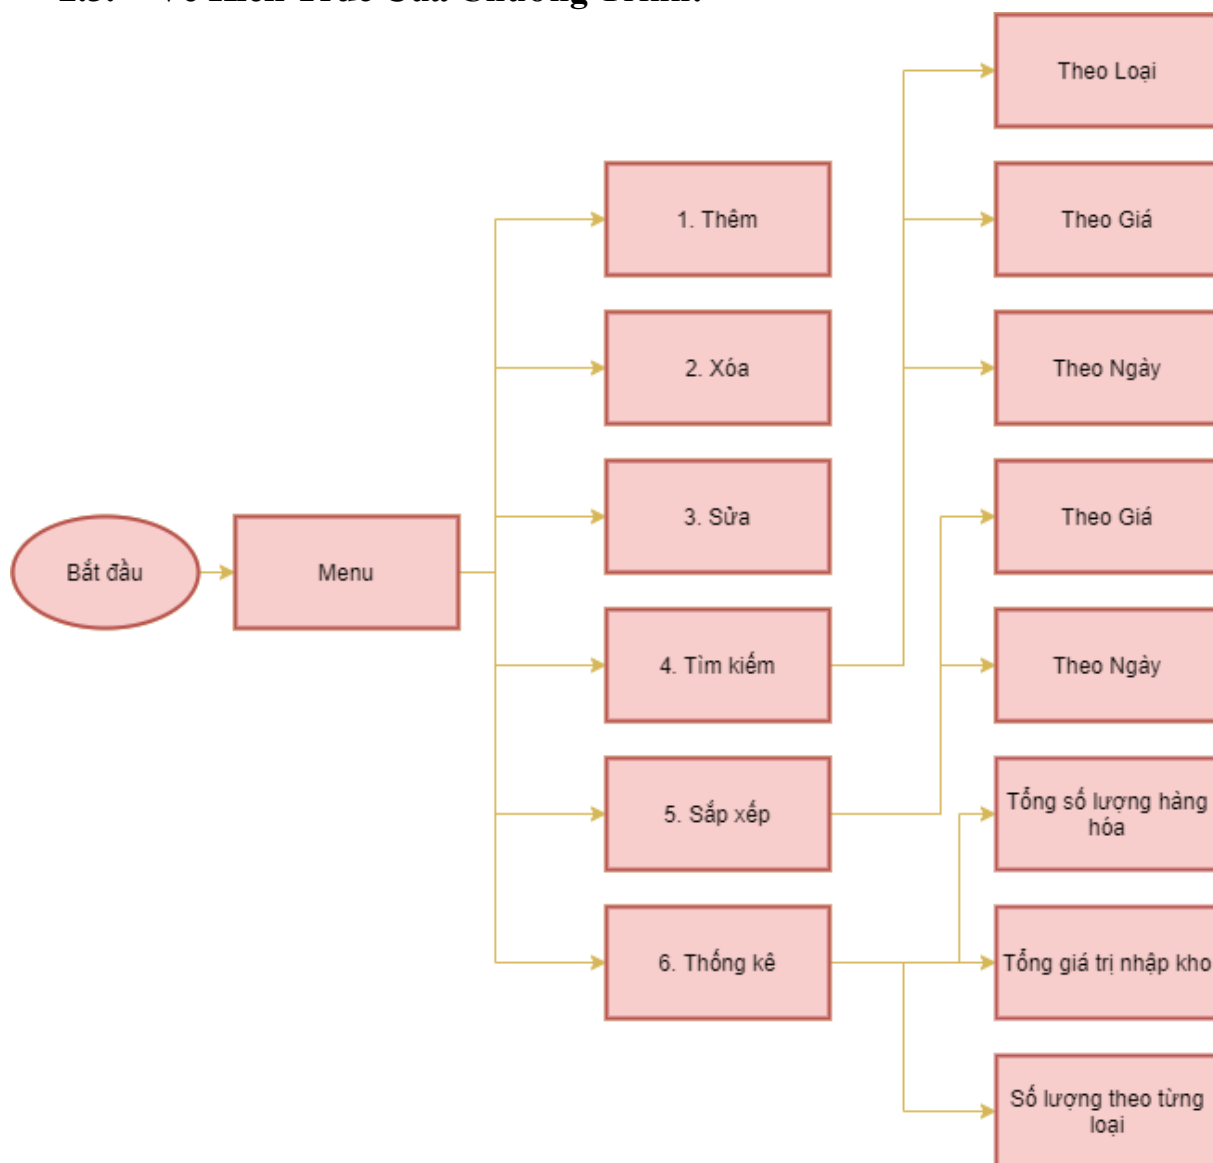 Theo Loại
1. Thêm
Theo Giá
2. Xóa
Theo Ngày
3. Sửa
Theo Giá
Bắt đầu
Menu
4. Tìm kiếm
Theo Ngày
5. Sắp xếp
Tổng số lượng hàng
hóa
6. Thống kê
Tổng giá trị nhập kho
Số lượng theo từng
loại